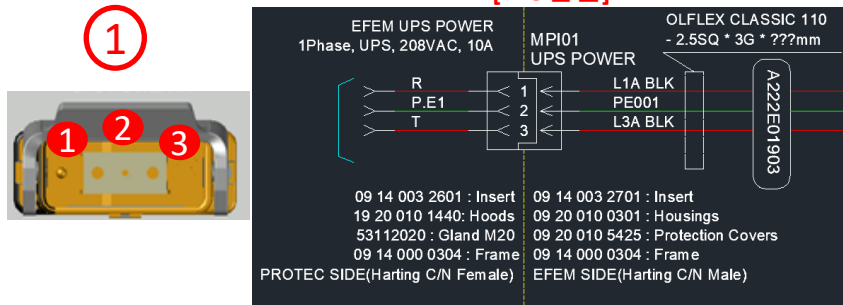 1
EFEM UPS POWER
1Phase, UPS, 208VAC, 10A
MPI01
UPS POWER
OLFLEX CLASSIC 110
- 2.5SQ * 3G * ???mm
R
1
L1A BLK
P.E1
2
PE001
T
3
L3A BLK
A222E01903
1
2
3
09 14 003 2601 : Insert
19 20 010 1440: Hoods
53112020 : Gland M20
09 14 000 0304 : Frame
PROTEC SIDE(Harting C/N Female)
09 14 003 2701 : Insert
09 20 010 0301 : Housings
09 20 010 5425 : Protection Covers
09 14 000 0304 : Frame
EFEM SIDE(Harting C/N Male)